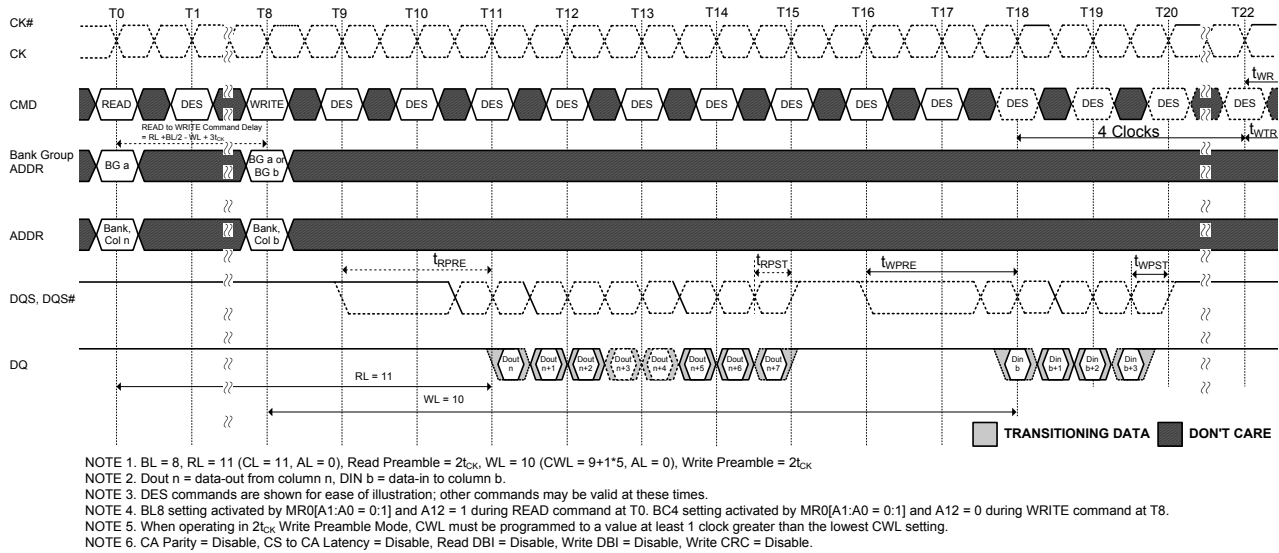 T0 T1 T8 T9 T10 T11 T12 T13 T14 T15 T16 T17 T18 T19 T20 T22
CK#
CK
tWR
CMD READ DES WRITE DES DES DES DES DES DES DES DES DES DES DES DES DES
READ to WRITE Command Delay
= RL +BL/2 - WL + 3tCK
4 Clocks
tWTR
Bank Group
ADDR
BG a
BG a or
BG b
ADDR
Bank,
Col n
Bank,
Col b
tRPRE tRPST tWPRE tWPST
DQS, DQS#
DQ
Dout
n
Dout
n+1
Dout
n+2
Dout
n+3
Dout
n+4
Dout
n+5
Dout
n+6
Dout
n+7
Din
b
Din
b+1
Din
b+2
Din
b+3
RL = 11
WL = 10
TRANSITIONING DATA DON'T CARE
NOTE 1. BL = 8, RL = 11 (CL = 11, AL = 0), Read Preamble = 2tCK, WL = 10 (CWL = 9+1*5, AL = 0), Write Preamble = 2tCK
NOTE 2. Dout n = data-out from column n, DIN b = data-in to column b.
NOTE 3. DES commands are shown for ease of illustration; other commands may be valid at these times.
NOTE 4. BL8 setting activated by MR0[A1:A0 = 0:1] and A12 = 1 during READ command at T0. BC4 setting activated by MR0[A1:A0 = 0:1] and A12 = 0 during WRITE command at T8.
NOTE 5. When operating in 2tCK Write Preamble Mode, CWL must be programmed to a value at least 1 clock greater than the lowest CWL setting.
NOTE 6. CA Parity = Disable, CS to CA Latency = Disable, Read DBI = Disable, Write DBI = Disable, Write CRC = Disable.